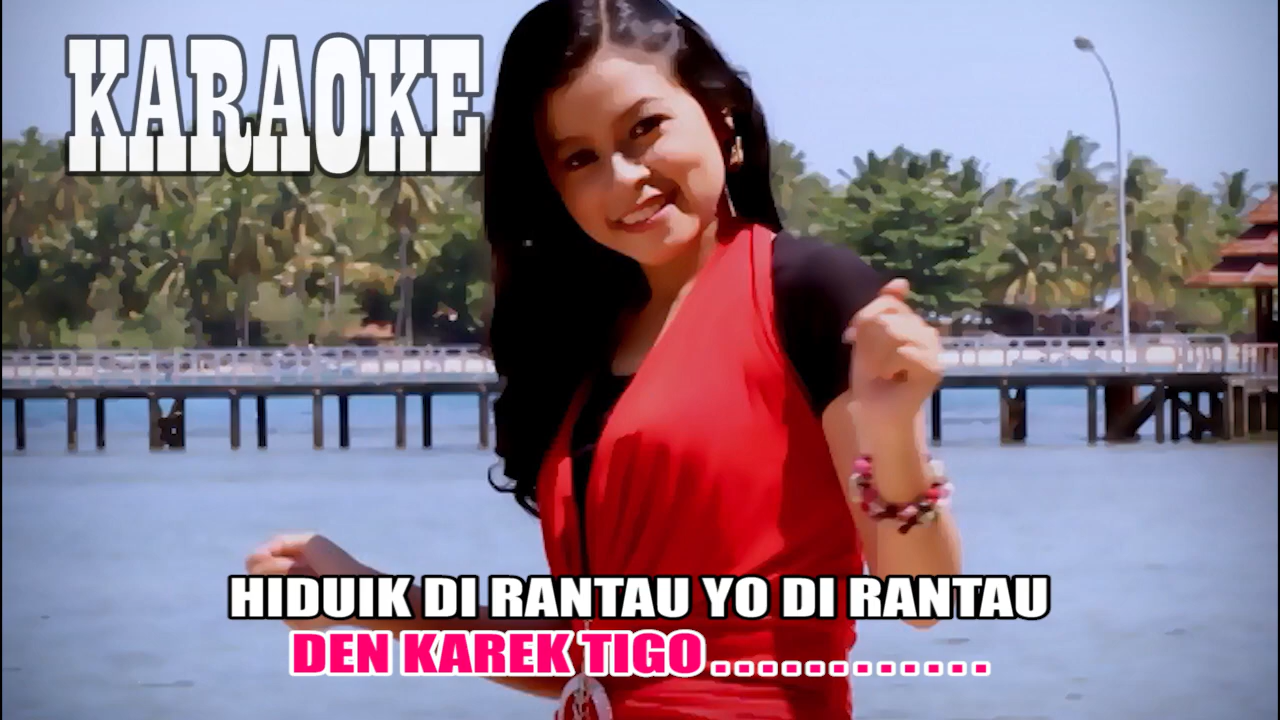 KARAOKE
HIDUIK DI RANTAU YO DI RANTAU
DEN KAREK TIGO............